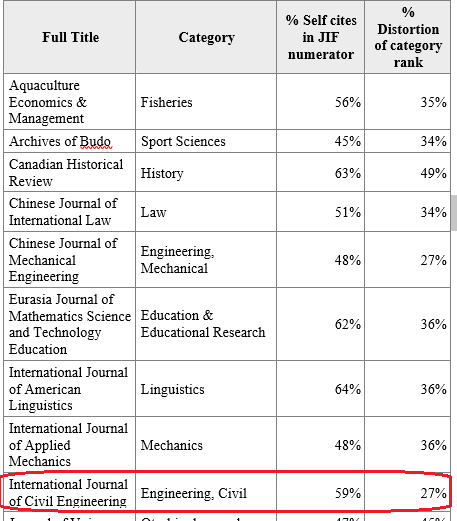 Full Title Category % Self cites in JIF numerator % Distortion of category rank
Aquaculture
Economics &
Management Fisheries 56% 35%
Archives of Budo Sport Sciences 45% 34%
Canadian Historical
Review History 63% 49%
Chinese Journal of
International Law Law 51% 34%
Chinese Journal of
Mechanical
Engineering Engineering,
Mechanical 48% 27%
Eurasia Journal of
Mathematics Science
and Technology
Education Education &
Educational Research 62% 36%
International Journal
of American
Linguistics Linguistics 64% 36%
International Journal
of Applied
Mechanics Mechanics 48% 36%
International Journal
of Civil Engineering Engineering, Civil 59% 27%